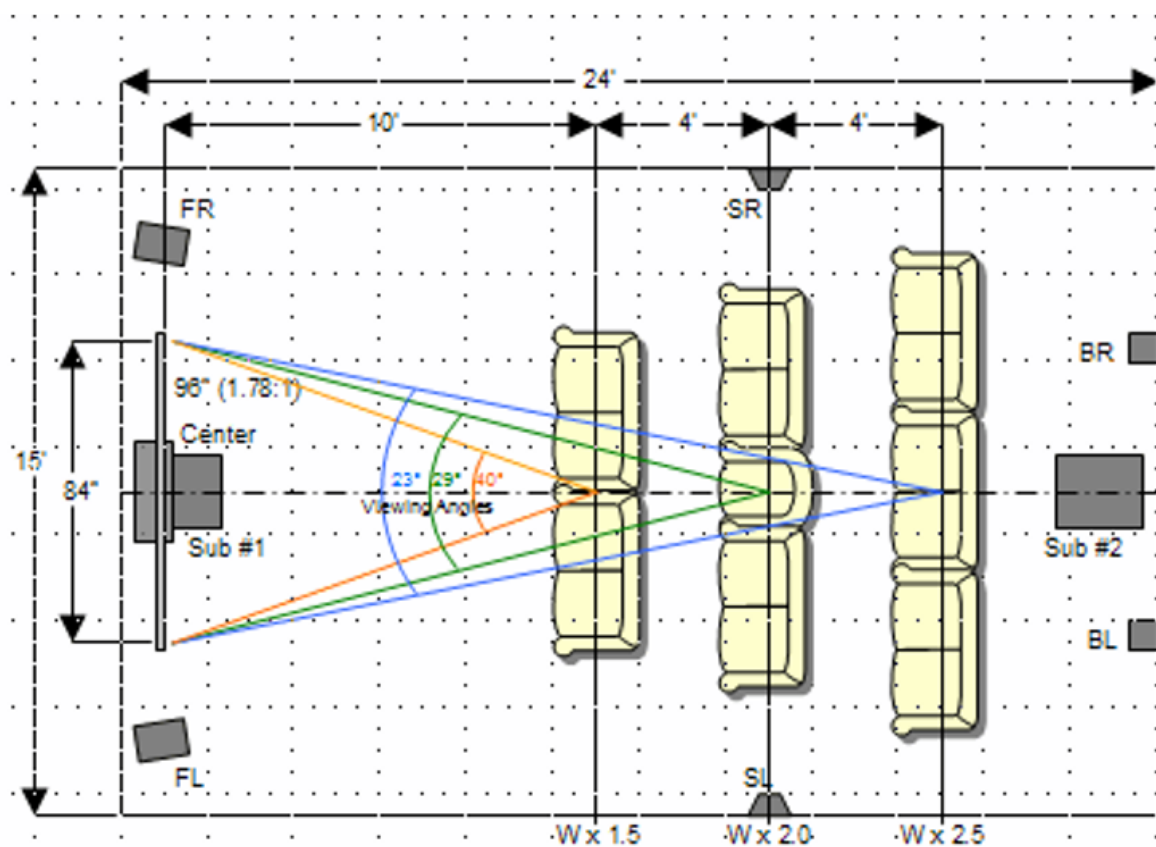 24'
10'
4'
4'
FR
SR
96" (1.78:1)
BR
Center
15'
84"
23°
29°
40°
Viewing Angles
Sub #1
Sub #2
BL
FL
SL
W x 1.5
W x 2.0
W x 2.5